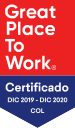 Great
Place
To
Work®
Certificado
DIC 2019 - DIC 2020
COL